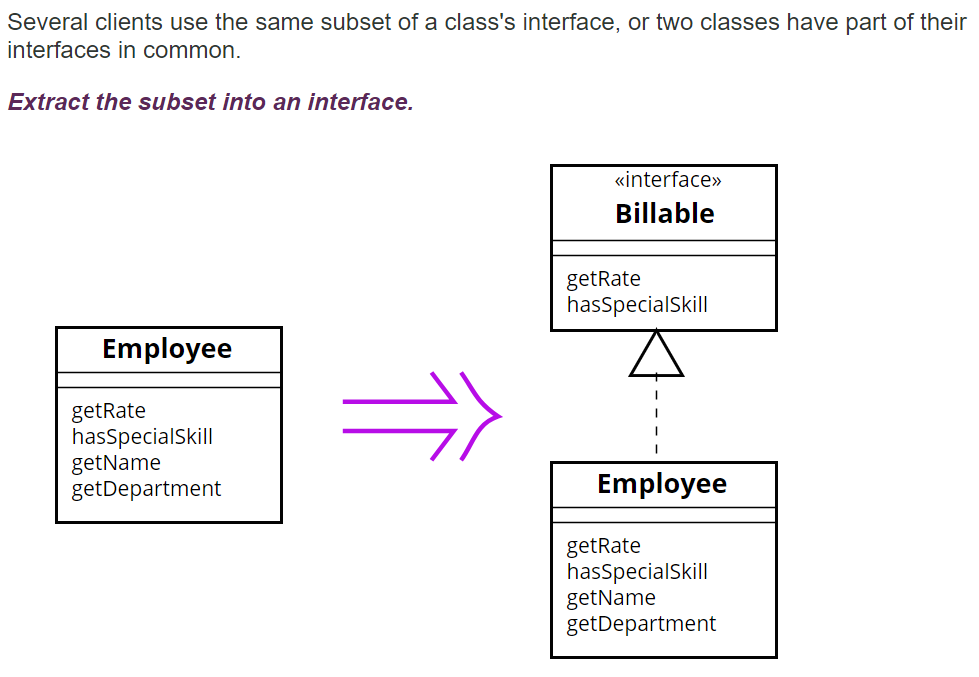 Several clients use the same subset of a class's interface, or two classes have part of their
interfaces in common.
Extract the subset into an interface.
Employee
getRate
hasSpecialSkill
getName
getDepartment
«interface»
Billable
getRate
hasSpecialSkill
Employee
getRate
hasSpecialSkill
getName
getDepartment